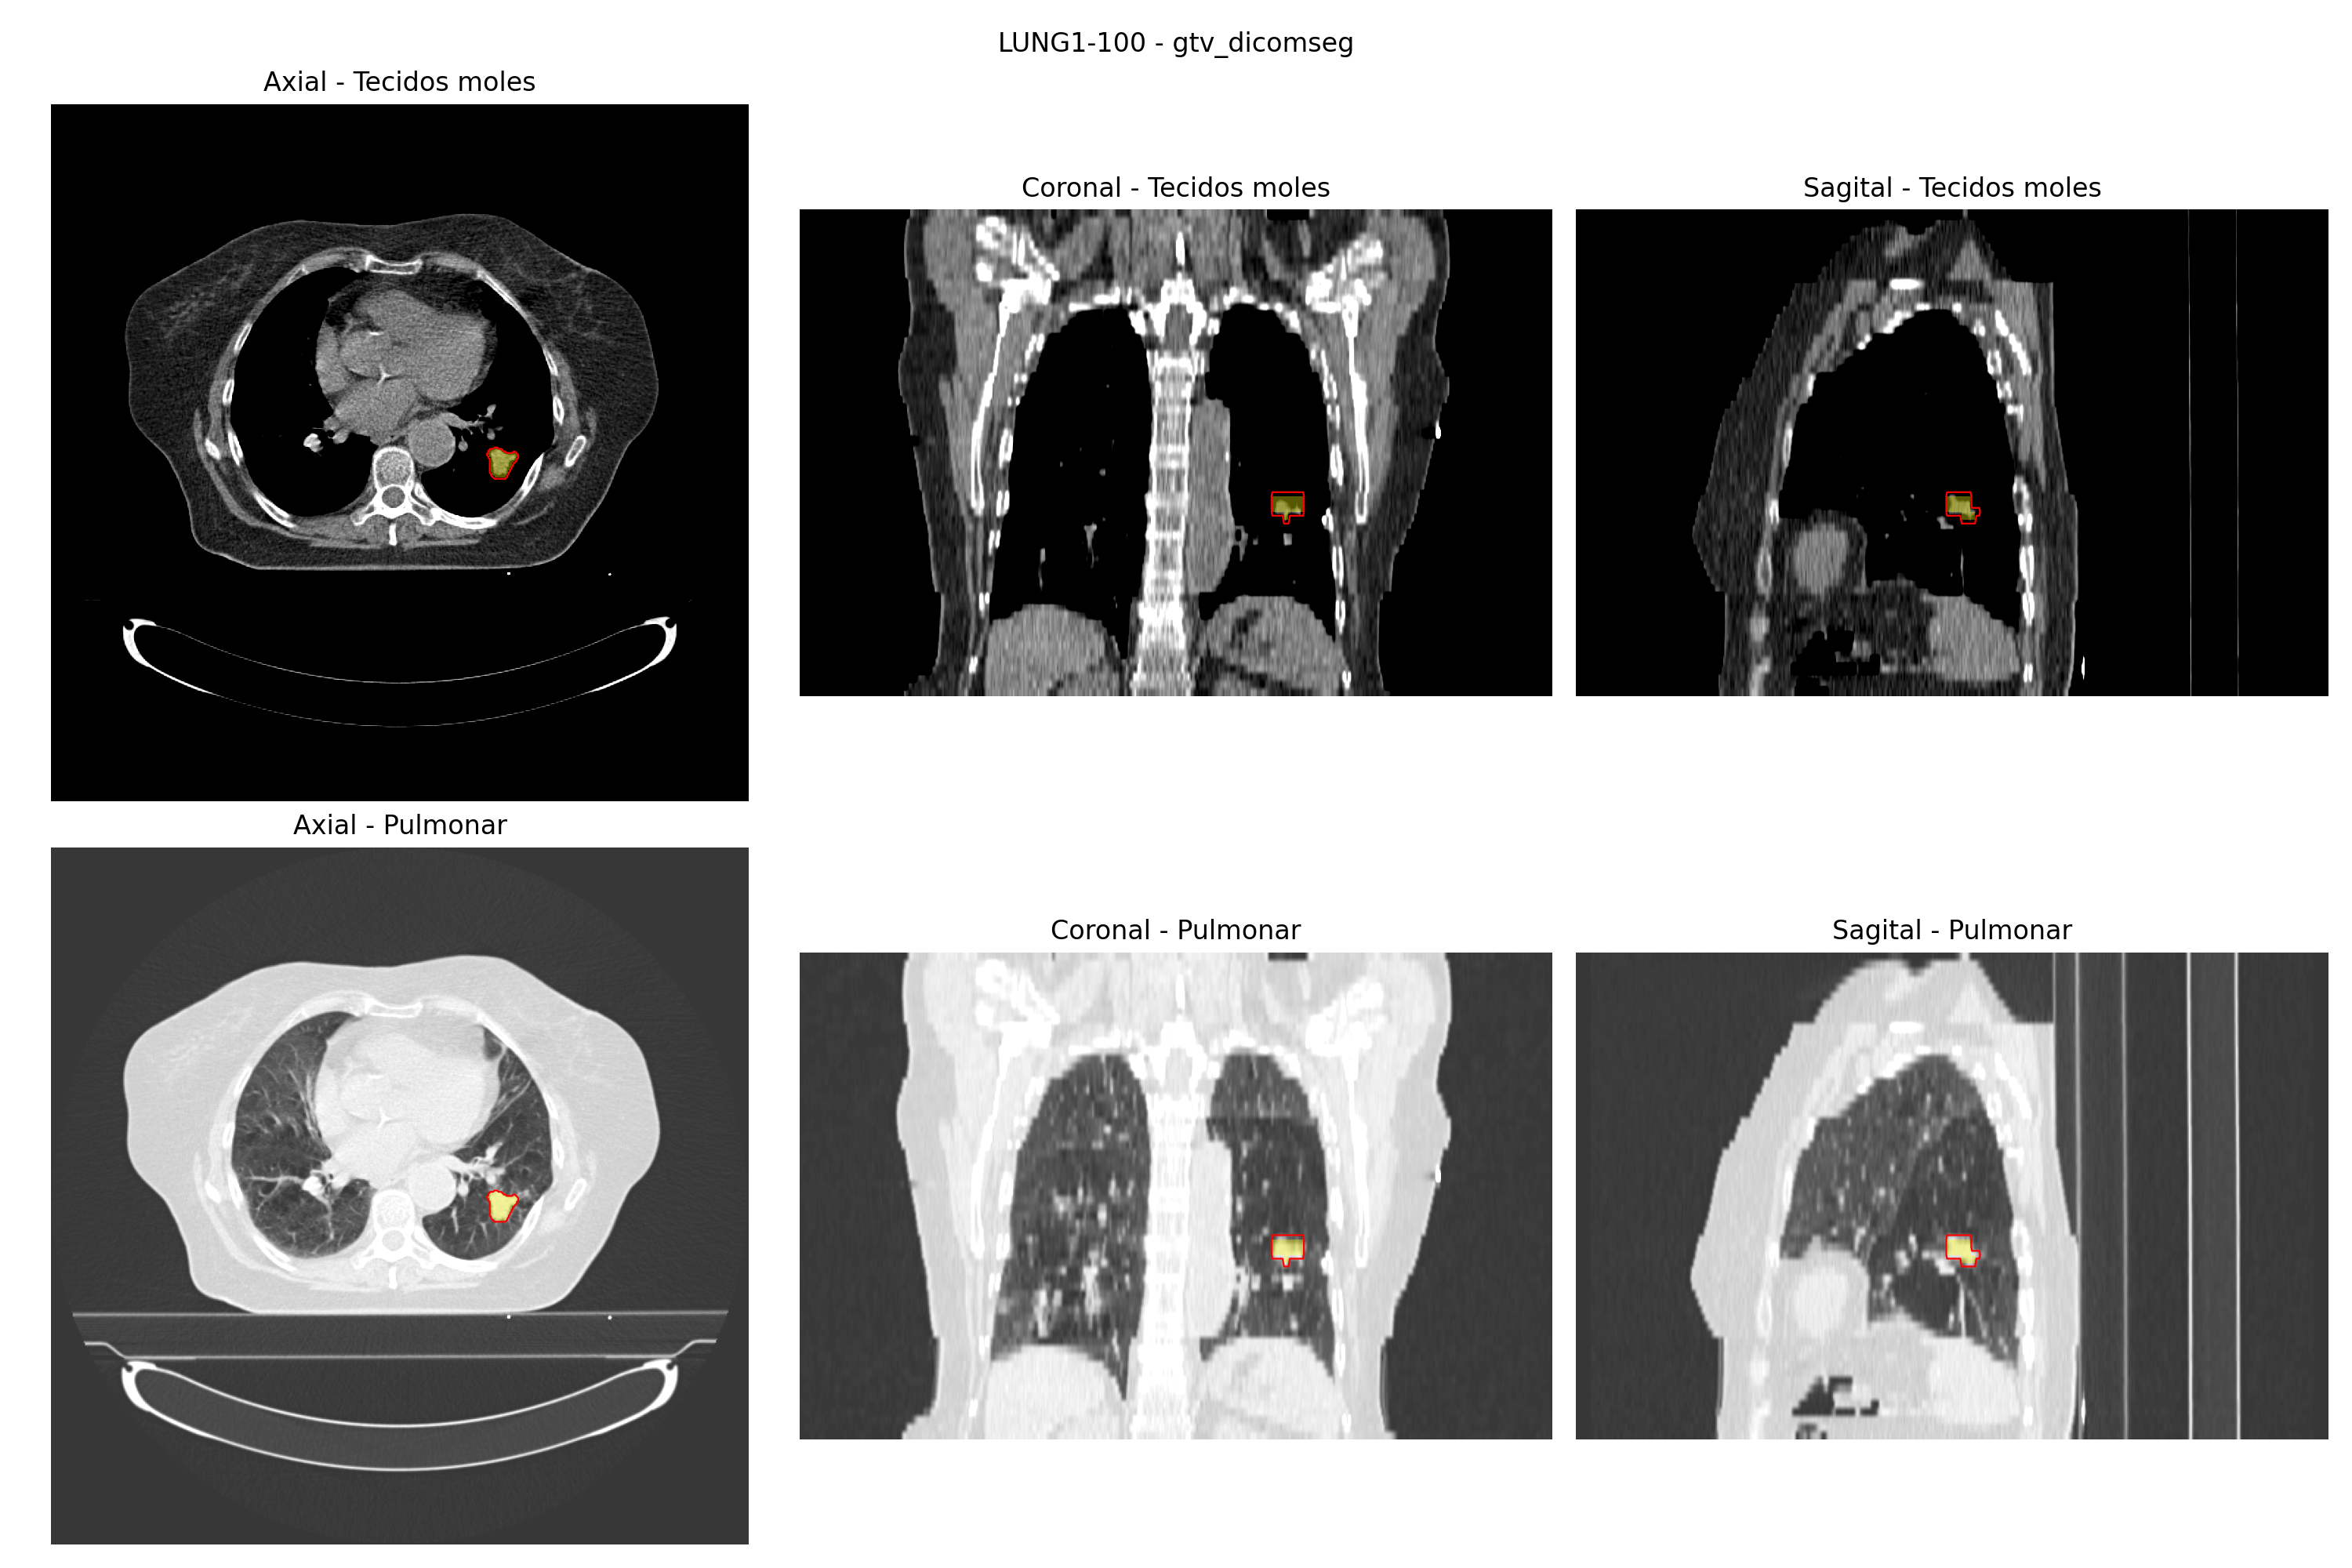 LUNG1-100 - gtv_dicomseg
Axial - Tecidos moles
Coronal - Tecidos moles
Sagital - Tecidos moles
Axial - Pulmonar
Coronal - Pulmonar
Sagital - Pulmonar